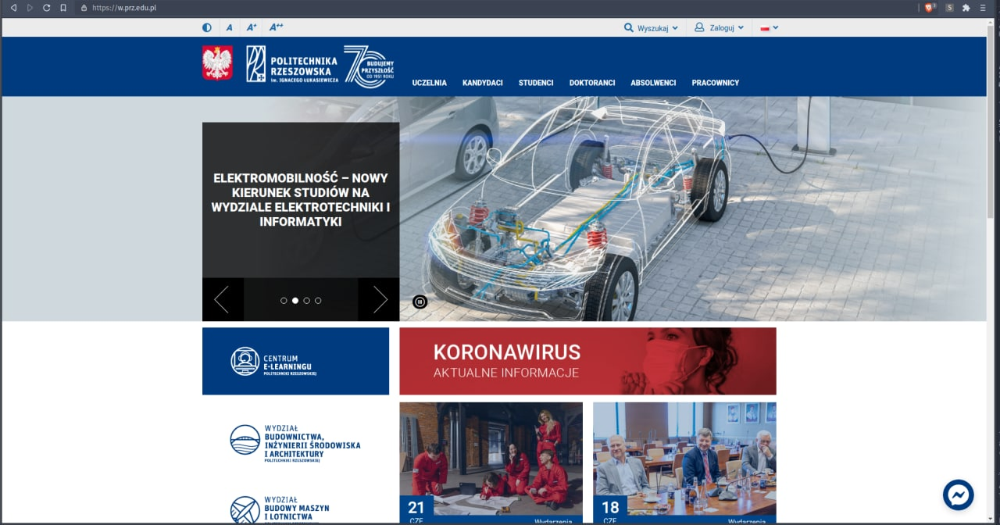 https://w.prz.edu.pl
3
S
A A+ A++
Wyszukaj
Zaloguj
POLITECHNIKA
RZESZOWSKA
im. IGNACEGO ŁUKASIEWICZA
70
BUDUJEMY
PRZYSZŁOŚĆ
OD 1951 ROKU
UCZELNIA KANDYDACI STUDENCI DOKTORANCI ABSOLWENCI PRACOWNICY
ELEKTROMOBILNOŚĆ – NOWY
KIERUNEK STUDIÓW NA
WYDZIALE ELEKTROTECHNIKI I
INFORMATYKI
CENTRUM
E-LEARNINGU
POLITECHNIKI RZESZOWSKIEJ
KORONAWIRUS
AKTUALNE INFORMACJE
WYDZIAŁ
BUDOWNICTWA,
INŻYNIERII ŚRODOWISKA
I ARCHITEKTURY
POLITECHNIKI RZESZOWSKIEJ
WYDZIAŁ
BUDOWY MASZYN
I LOTNICTWA
21
CZE
Wydarzenia
18
CZE
Wydarzenia